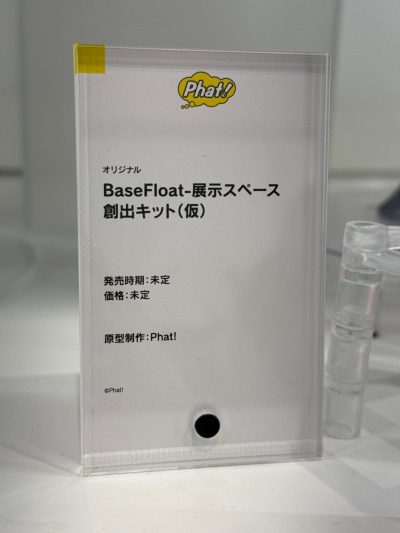 Phat!
オリジナル
BaseFloat-展示スペース
創出キット(仮)
発売時期:未定
価格:未定
原型制作:Phat!
©Phat!